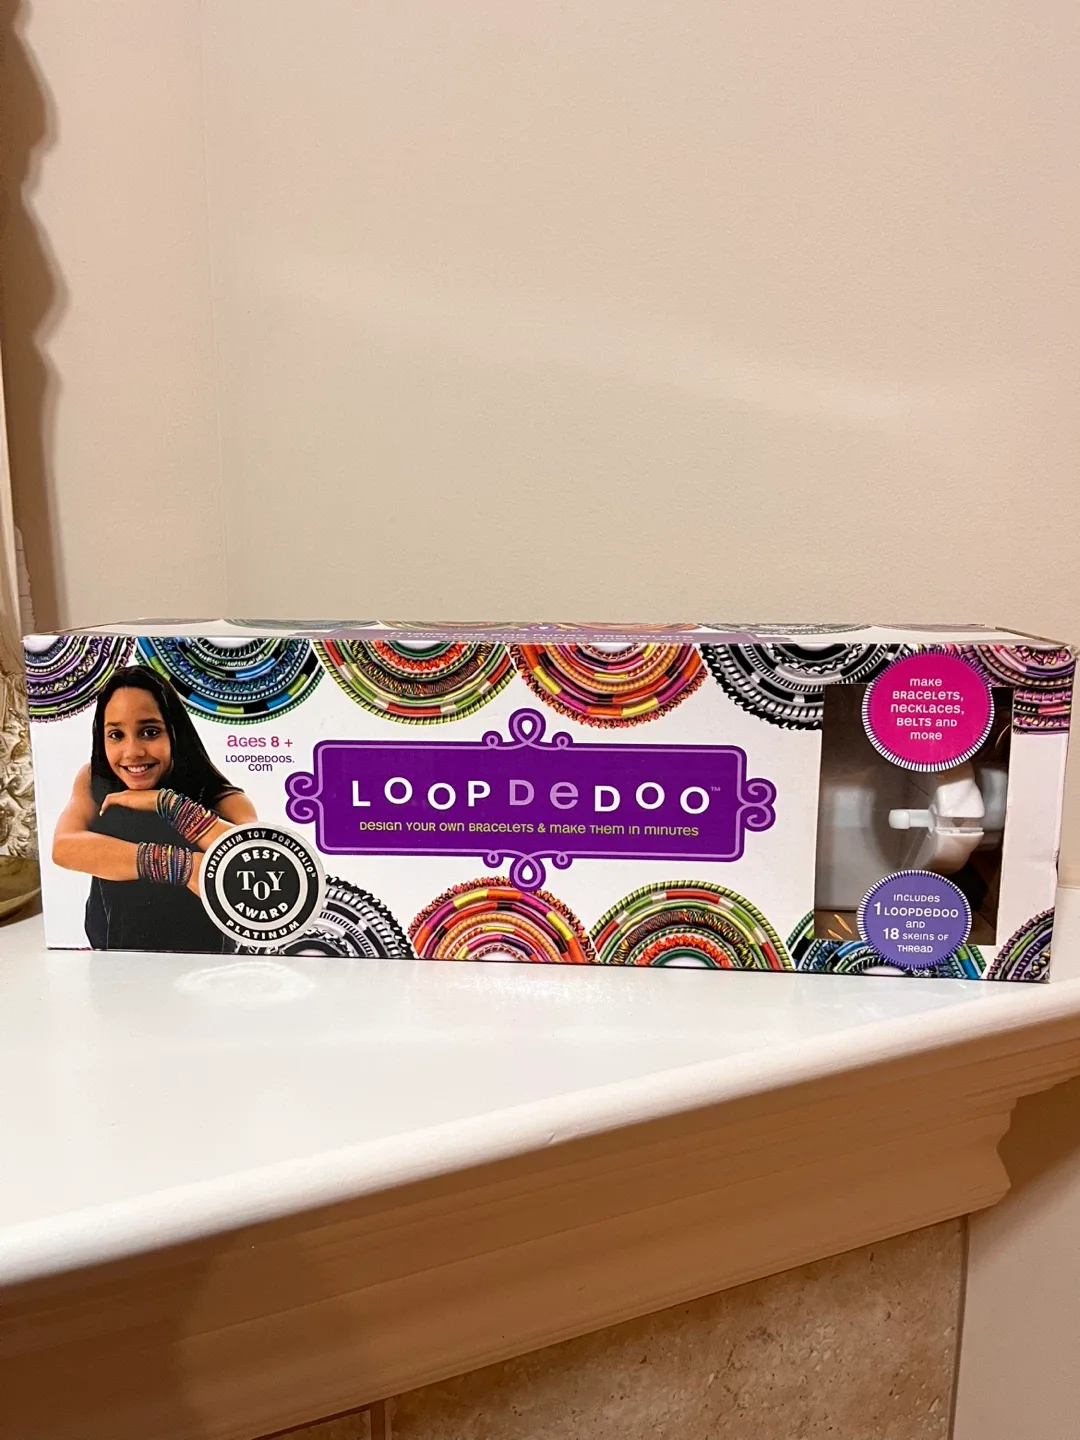 AGES 8 +
LOOPDEDOOS.
COM
OPPENHEIM TOY PORTFOLIO
BEST
TOY
AWARD
PLATINUM
LOOPDEDOO™
DESIGN YOUR OWN BRACELETS & MAKE THEM IN MINUTES
MAKE
BRACELETS,
NECKLACES,
BELTS AND
MORE
INCLUDES
1 LOOPDEDOO
AND
18 SKEINS OF
THREAD